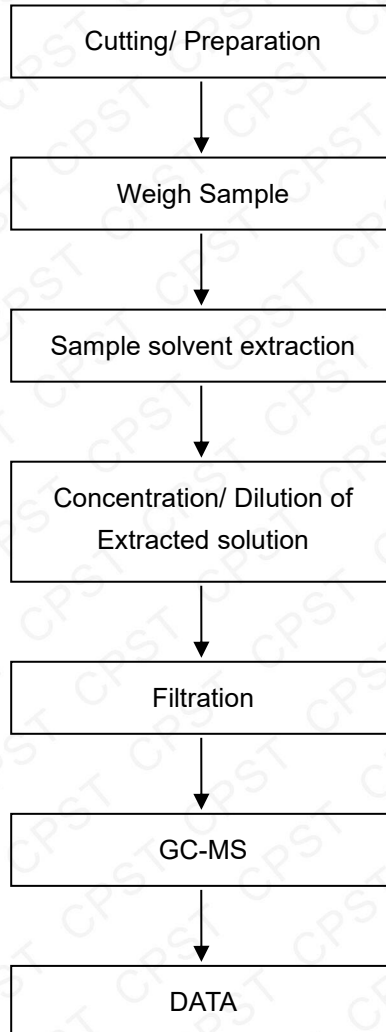 Cutting/ Preparation
Weigh Sample
Sample solvent extraction
Concentration/ Dilution of
Extracted solution
Filtration
GC-MS
DATA